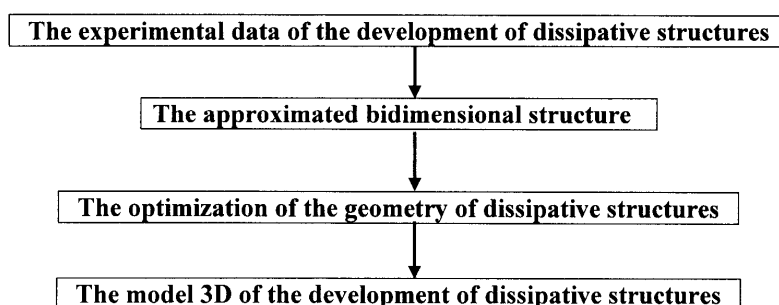 The experimental data of the development of dissipative structures
The approximated bidimensional structure
The optimization of the geometry of dissipative structures
The model 3D of the development of dissipative structures